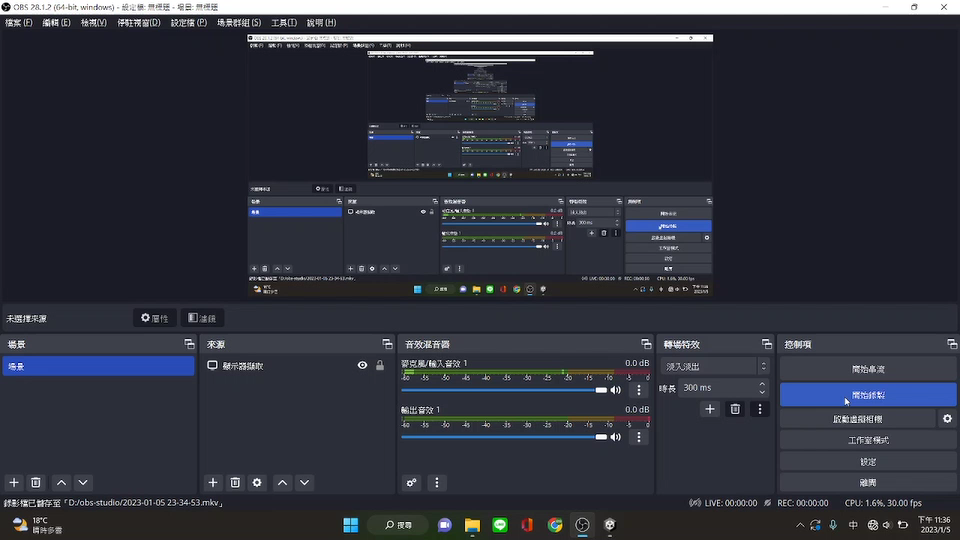 OBS 28.1.2 (64-bit, windows) - 設定檔: 無標題 - 場景: 無標題
檔案 (F) 編輯 (E) 檢視(V) 停駐視窗(D) 設定檔 (P) 場景群組 (S) 工具(T) 說明 (H)
未選擇來源 屬性 濾鏡
場景 來源 音效混音器 轉場特效 控制項
場景
顯示器擷取
麥克風/輸入音效 1 0.0 dB
-60 -55 -50 -45 -40 -35 -30 -25 -20 -15 -10 -5 0
輸出音效 1 0.0 dB
-60 -55 -50 -45 -40 -35 -30 -25 -20 -15 -10 -5 0
淡入淡出
時長 300 ms
開始串流
開始錄製
啟動虛擬相機
工作室模式
設定
離開
錄影檔已儲存至「D:/obs-studio/2023-01-05 23-34-53.mkv」
LIVE: 00:00:00 REC: 00:00:00 CPU: 1.6%, 30.00 fps
18°C
晴時多雲
搜尋
中
下午 11:36
2023/1/5